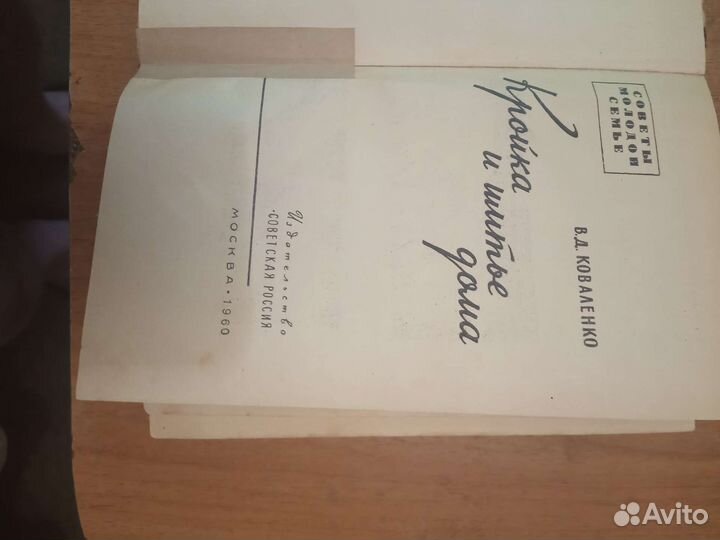 СОВЕТЫ
МОЛОДОЙ
СЕМЬЕ
В.Д. КОВАЛЕНКО
Кройка
и шитье
дома
Издательство
„СОВЕТСКАЯ РОССИЯ
МОСКВА • 1960
Avito